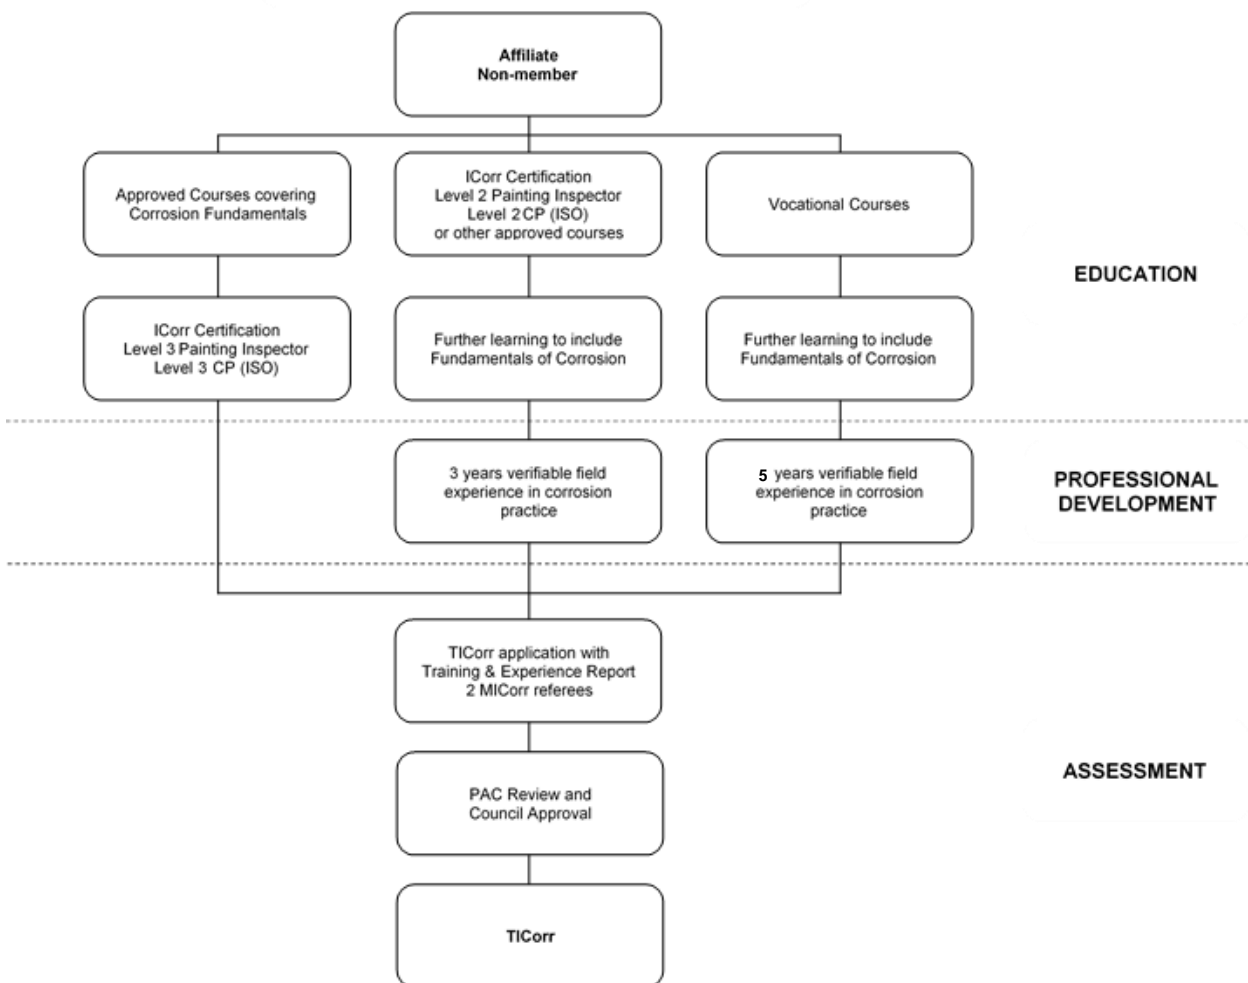 Affiliate
Non-member
Approved Courses covering
Corrosion Fundamentals
ICorr Certification
Level 2 Painting Inspector
Level 2 CP (ISO)
or other approved courses
Vocational Courses
EDUCATION
ICorr Certification
Level 3 Painting Inspector
Level 3 CP (ISO)
Further learning to include
Fundamentals of Corrosion
Further learning to include
Fundamentals of Corrosion
3 years verifiable field
experience in corrosion
practice
5 years verifiable field
experience in corrosion
practice
PROFESSIONAL
DEVELOPMENT
TICorr application with
Training & Experience Report
2 MICorr referees
PAC Review and
Council Approval
ASSESSMENT
TICorr